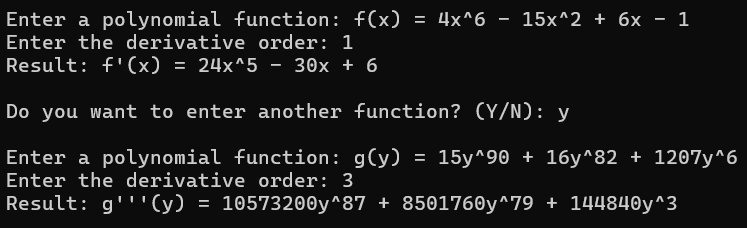 Enter a polynomial function: f(x) = 4x^6 - 15x^2 + 6x - 1
Enter the derivative order: 1
Result: f'(x) = 24x^5 - 30x + 6
Do you want to enter another function? (Y/N): y
Enter a polynomial function: g(y) = 15y^90 + 16y^82 + 1207y^6
Enter the derivative order: 3
Result: g'''(y) = 10573200y^87 + 8501760y^79 + 144840y^3